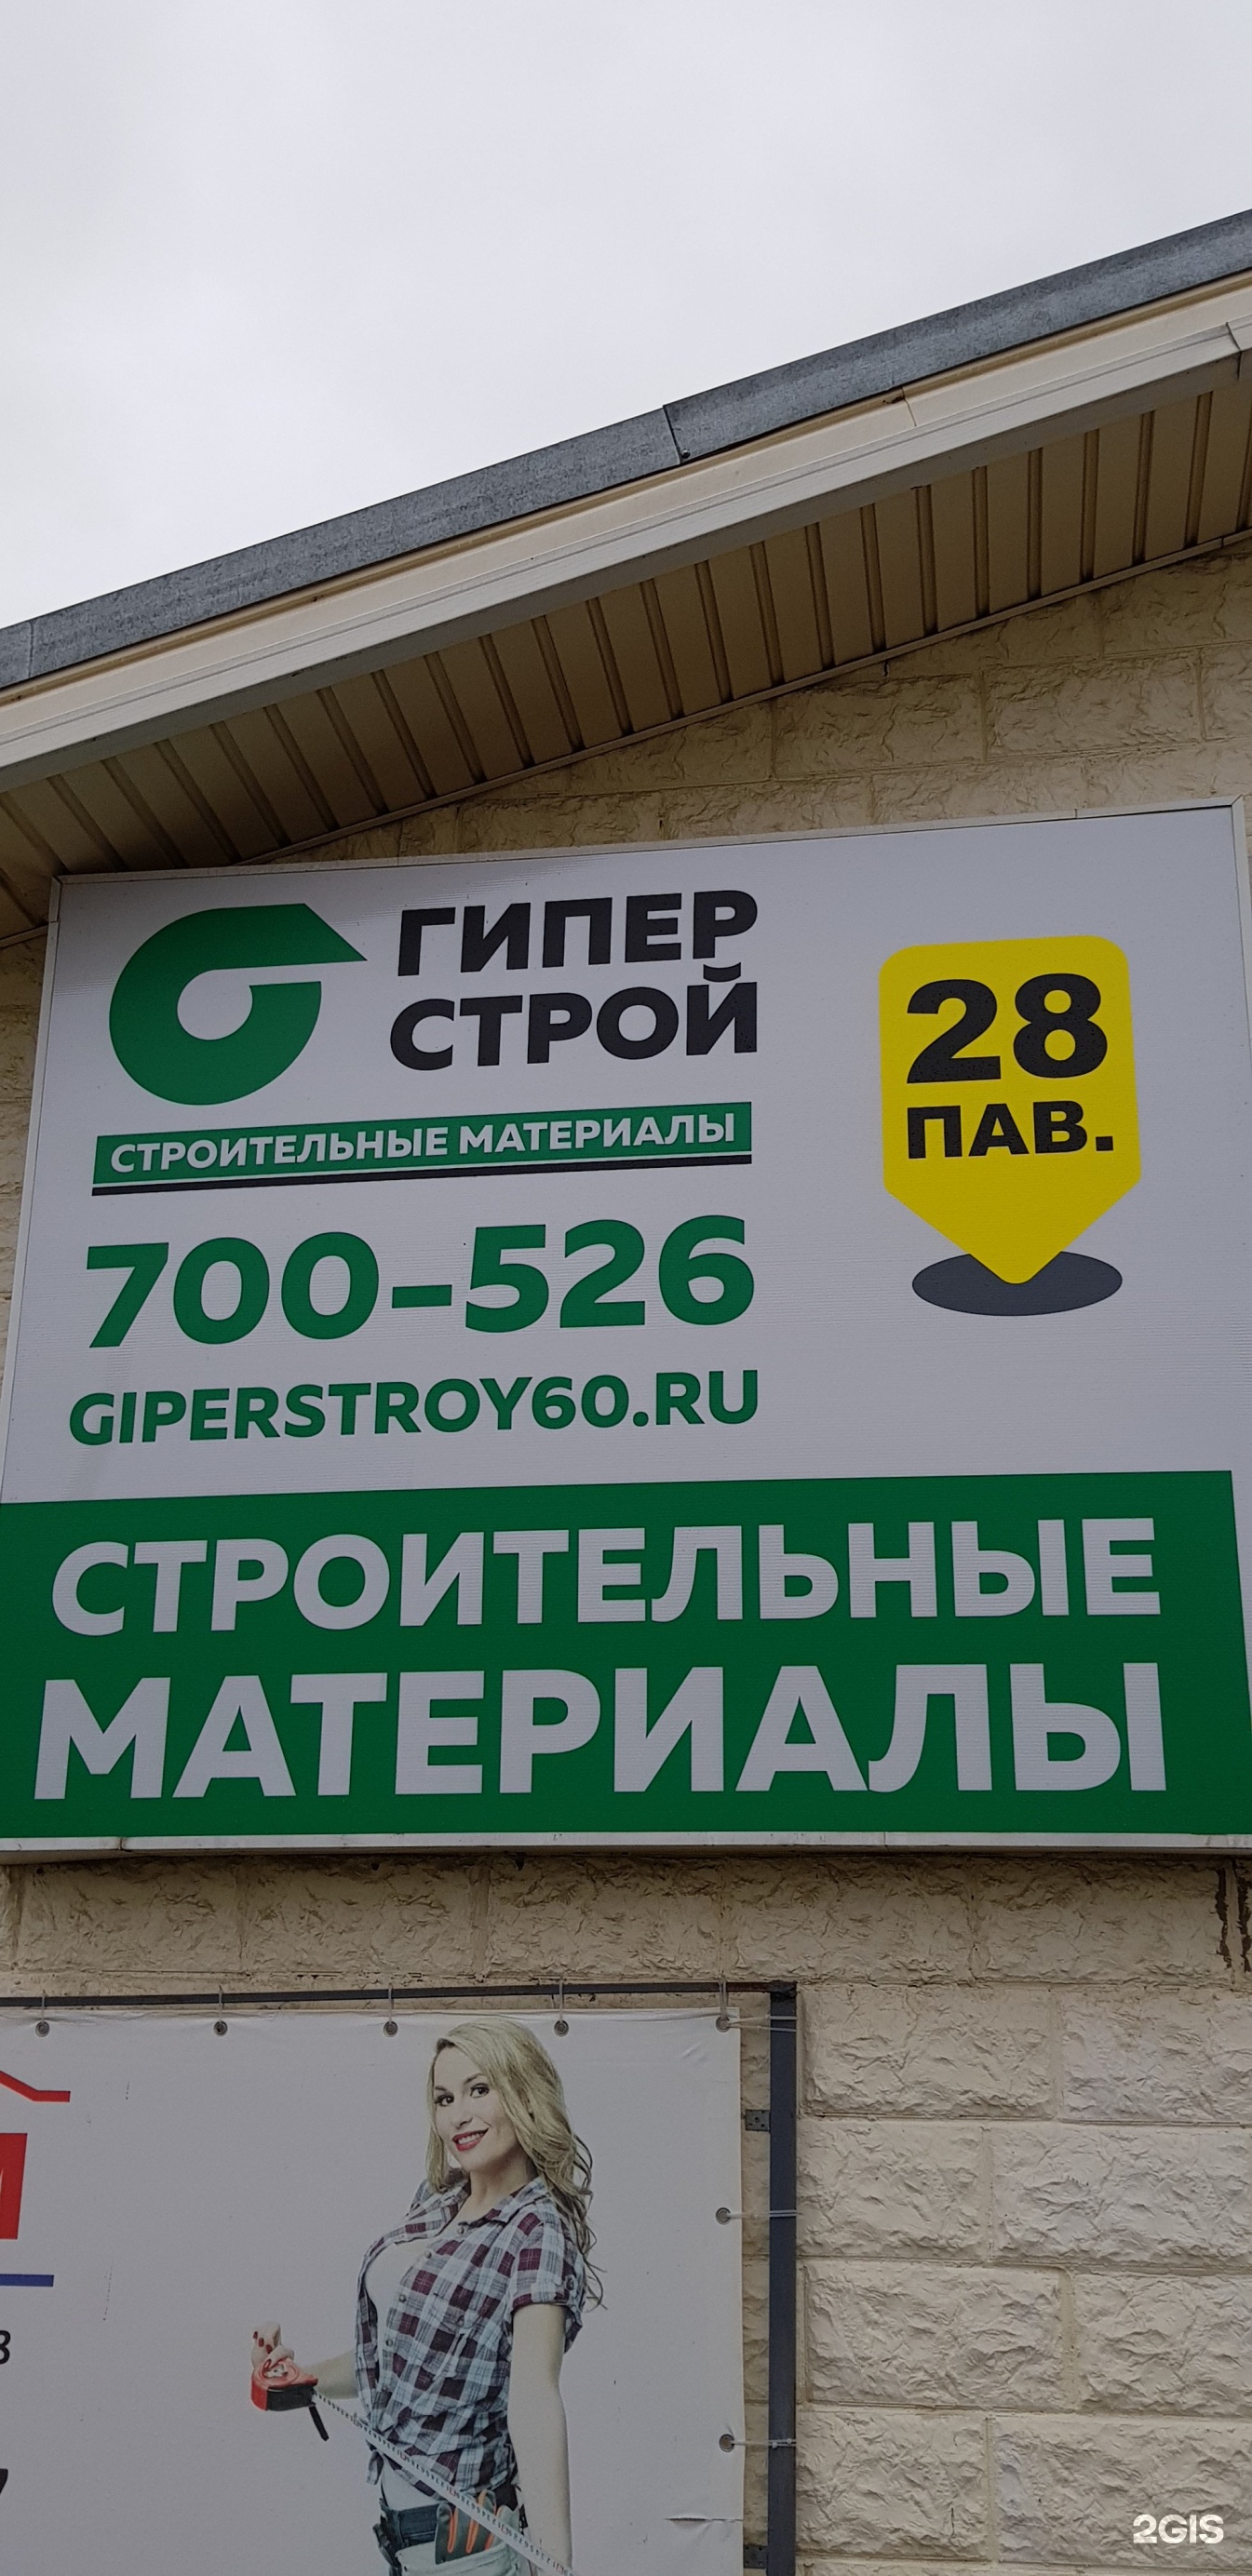 ГИПЕР
СТРОЙ
СТРОИТЕЛЬНЫЕ МАТЕРИАЛЫ
28
ПАВ.
700-526
GIPERSTROY60.RU
СТРОИТЕЛЬНЫЕ
МАТЕРИАЛЫ
2GIS